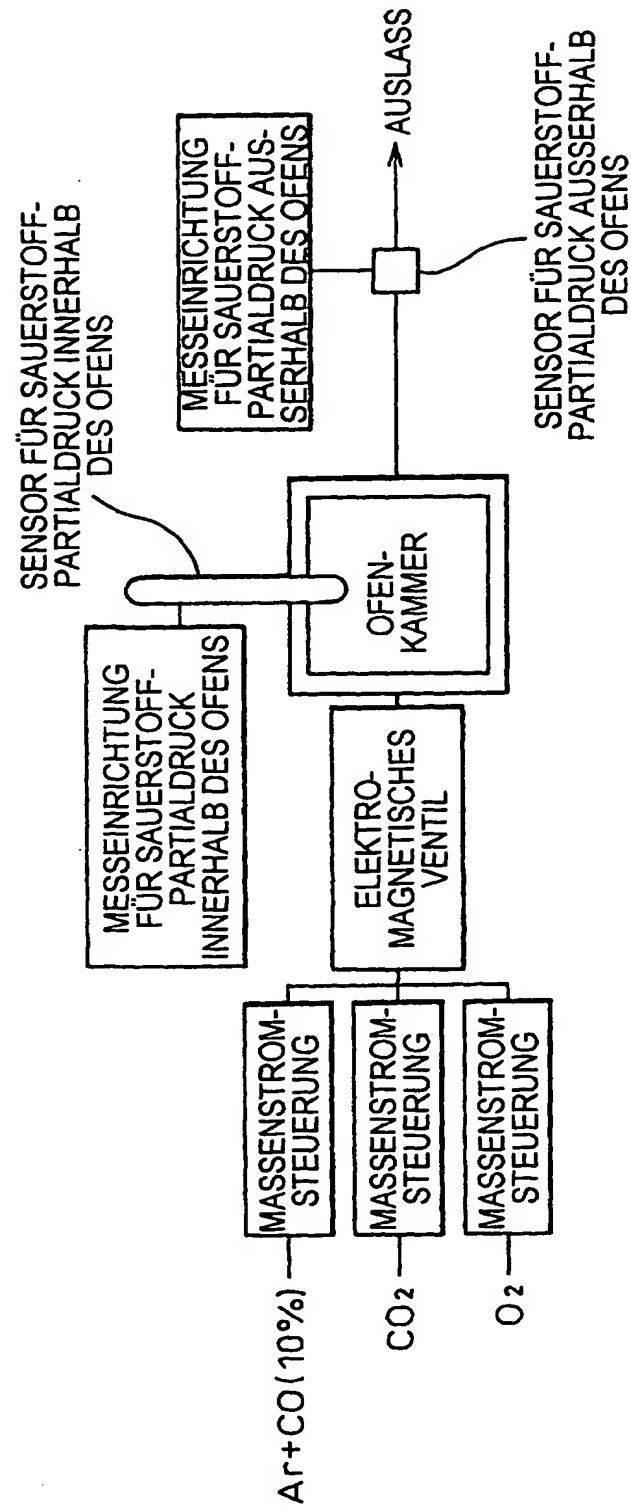 Ar+CO(10%)
CO2
O2
MASSENSTROM-
STEUERUNG
MASSENSTROM-
STEUERUNG
MASSENSTROM-
STEUERUNG
ELEKTRO-
MAGNETISCHES
VENTIL
MESSEINRICHTUNG
FÜR SAUERSTOFF-
PARTIALDRUCK
INNERHALB DES OFENS
SENSOR FÜR SAUERSTOFF-
PARTIALDRUCK INNERHALB
DES OFENS
OFEN-
KAMMER
MESSEINRICHTUNG
FÜR SAUERSTOFF-
PARTIALDRUCK AUS-
SERHALB DES OFENS
AUSLASS
SENSOR FÜR SAUERSTOFF-
PARTIALDRUCK AUSSERHALB
DES OFENS